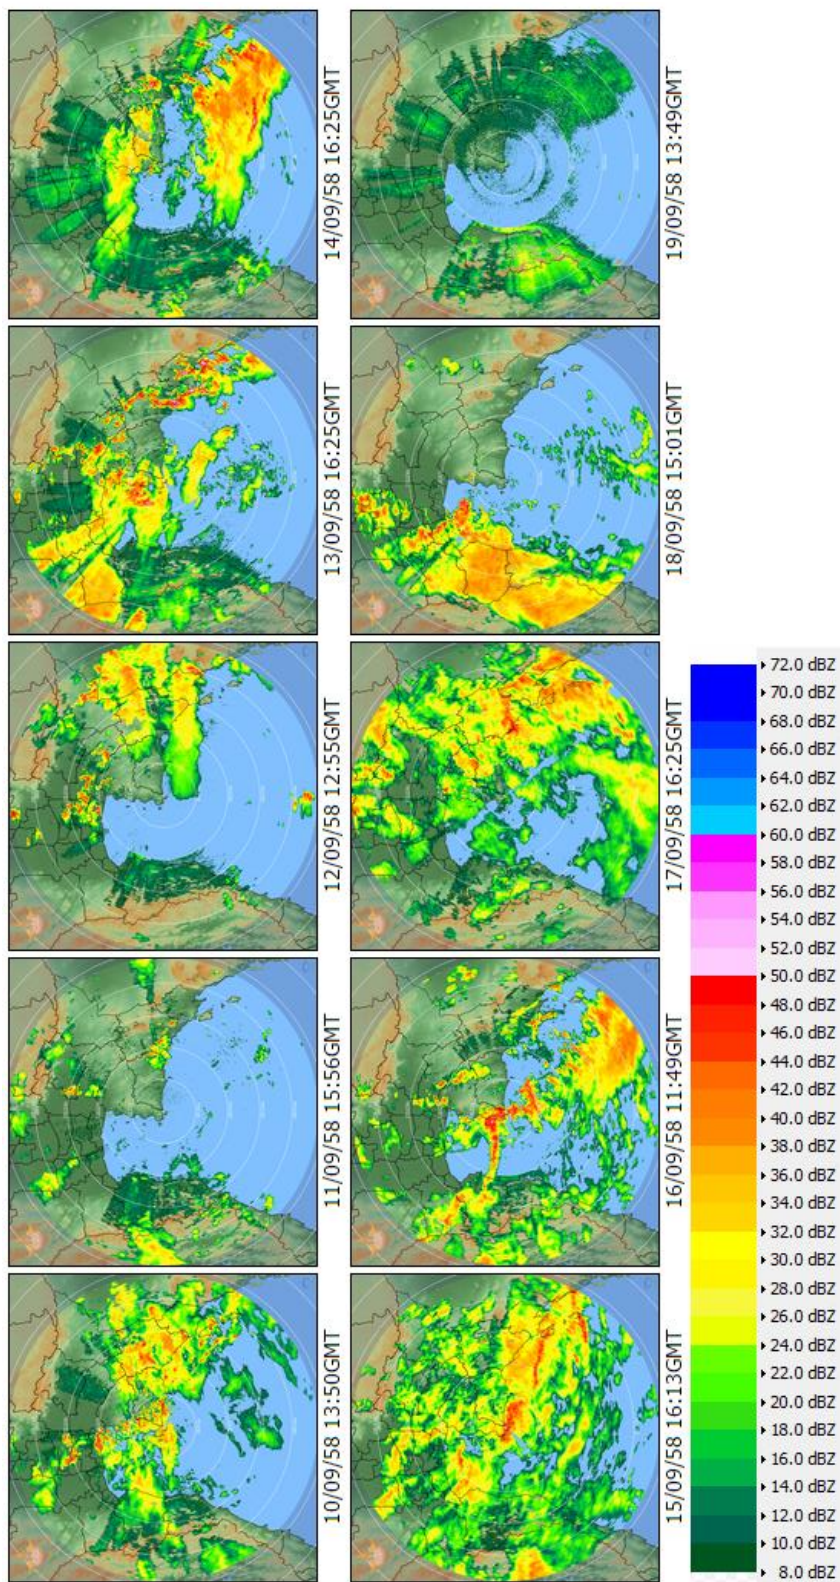 10/09/58 13:50GMT
11/09/58 15:56GMT
12/09/58 12:55GMT
13/09/58 16:25GMT
14/09/58 16:25GMT
15/09/58 16:13GMT
16/09/58 11:49GMT
17/09/58 16:25GMT
18/09/58 15:01GMT
19/09/58 13:49GMT
72.0 dBZ
70.0 dBZ
68.0 dBZ
66.0 dBZ
64.0 dBZ
62.0 dBZ
60.0 dBZ
58.0 dBZ
56.0 dBZ
54.0 dBZ
52.0 dBZ
50.0 dBZ
48.0 dBZ
46.0 dBZ
44.0 dBZ
42.0 dBZ
40.0 dBZ
38.0 dBZ
36.0 dBZ
34.0 dBZ
32.0 dBZ
30.0 dBZ
28.0 dBZ
26.0 dBZ
24.0 dBZ
22.0 dBZ
20.0 dBZ
18.0 dBZ
16.0 dBZ
14.0 dBZ
12.0 dBZ
10.0 dBZ
8.0 dBZ